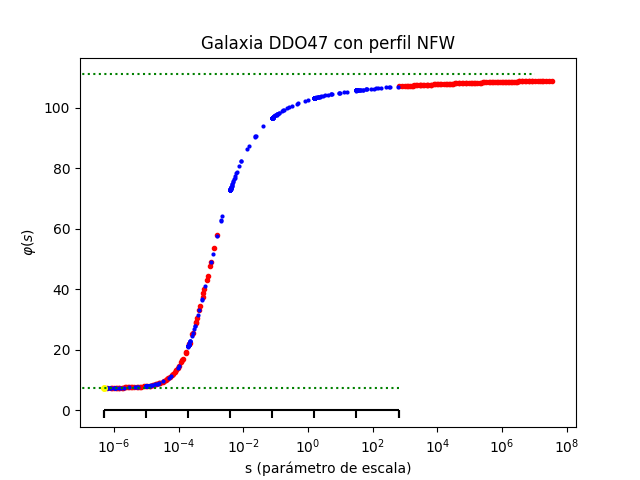 Galaxia DDO47 con perfil NFW
φ(s)
100
80
60
40
20
0
10⁻⁶ 10⁻⁴ 10⁻² 10⁰ 10² 10⁴ 10⁶ 10⁸
s (parámetro de escala)